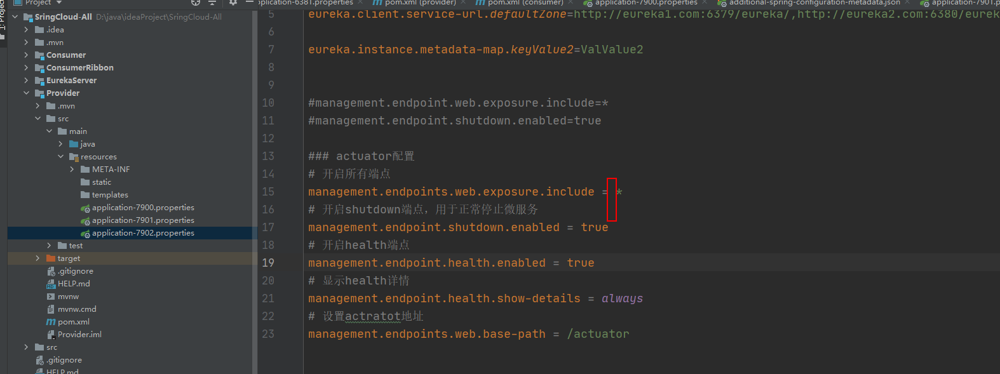 Project
pplication-6381.properties
pom.xml (provider)
pom.xml (consumer)
application-7900.properties
additional-spring-configuration-metadata.json
application-7901.p
1: Project
SringCloud-All D:\java\ideaProject\SringCloud-All
.idea
.mvn
Consumer
ConsumerRibbon
EurekaServer
Provider
.mvn
src
main
java
resources
META-INF
static
templates
application-7900.properties
application-7901.properties
application-7902.properties
test
target
.gitignore
HELP.md
mvnw
mvnw.cmd
pom.xml
Provider.iml
src
.gitignore
HELP.md
5 eureka.client.service-url.defaultZone=http://eureka1.com:6379/eureka/,http://eureka2.com:6380/eurek
6
7 eureka.instance.metadata-map.keyValue2=ValValue2
8
9
10 #management.endpoint.web.exposure.include=*
11 #management.endpoint.shutdown.enabled=true
12
13 ### actuator配置
14 # 开启所有端点
15 management.endpoints.web.exposure.include = *
16 # 开启shutdown端点，用于正常停止微服务
17 management.endpoint.shutdown.enabled = true
18 # 开启health端点
19 management.endpoint.health.enabled = true
20 # 显示health详情
21 management.endpoint.health.show-details = always
22 # 设置actratot地址
23 management.endpoints.web.base-path = /actuator